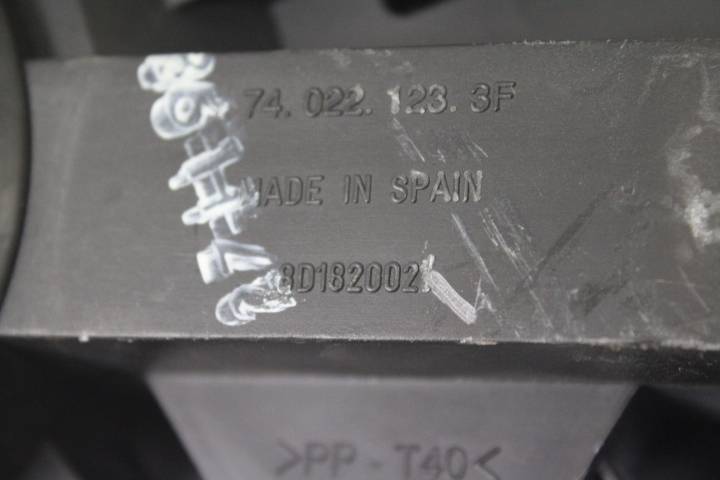 74. 022. 123. 3F
MADE IN SPAIN
8D182002
>PP - T40<